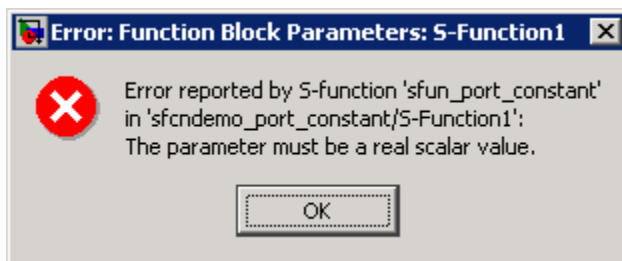 Error: Function Block Parameters: S-Function1
Error reported by S-function 'sfun_port_constant'
in 'sfcndemo_port_constant/S-Function1':
The parameter must be a real scalar value.
OK